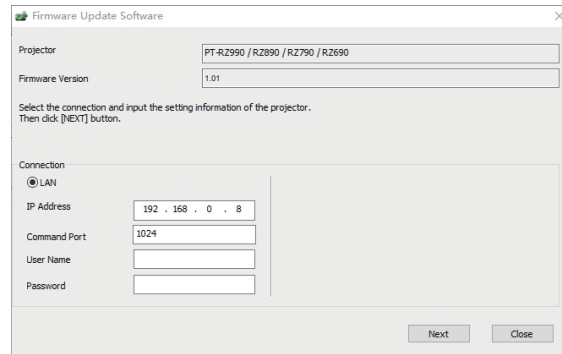 Firmware Update Software
Projector
PT-RZ990 / RZ890 / RZ790 / RZ690
Firmware Version
1.01
Select the connection and input the setting information of the projector.
Then click [NEXT] button.
Connection
LAN
IP Address
192 . 168 . 0 . 8
Command Port
1024
User Name
Password
Next
Close